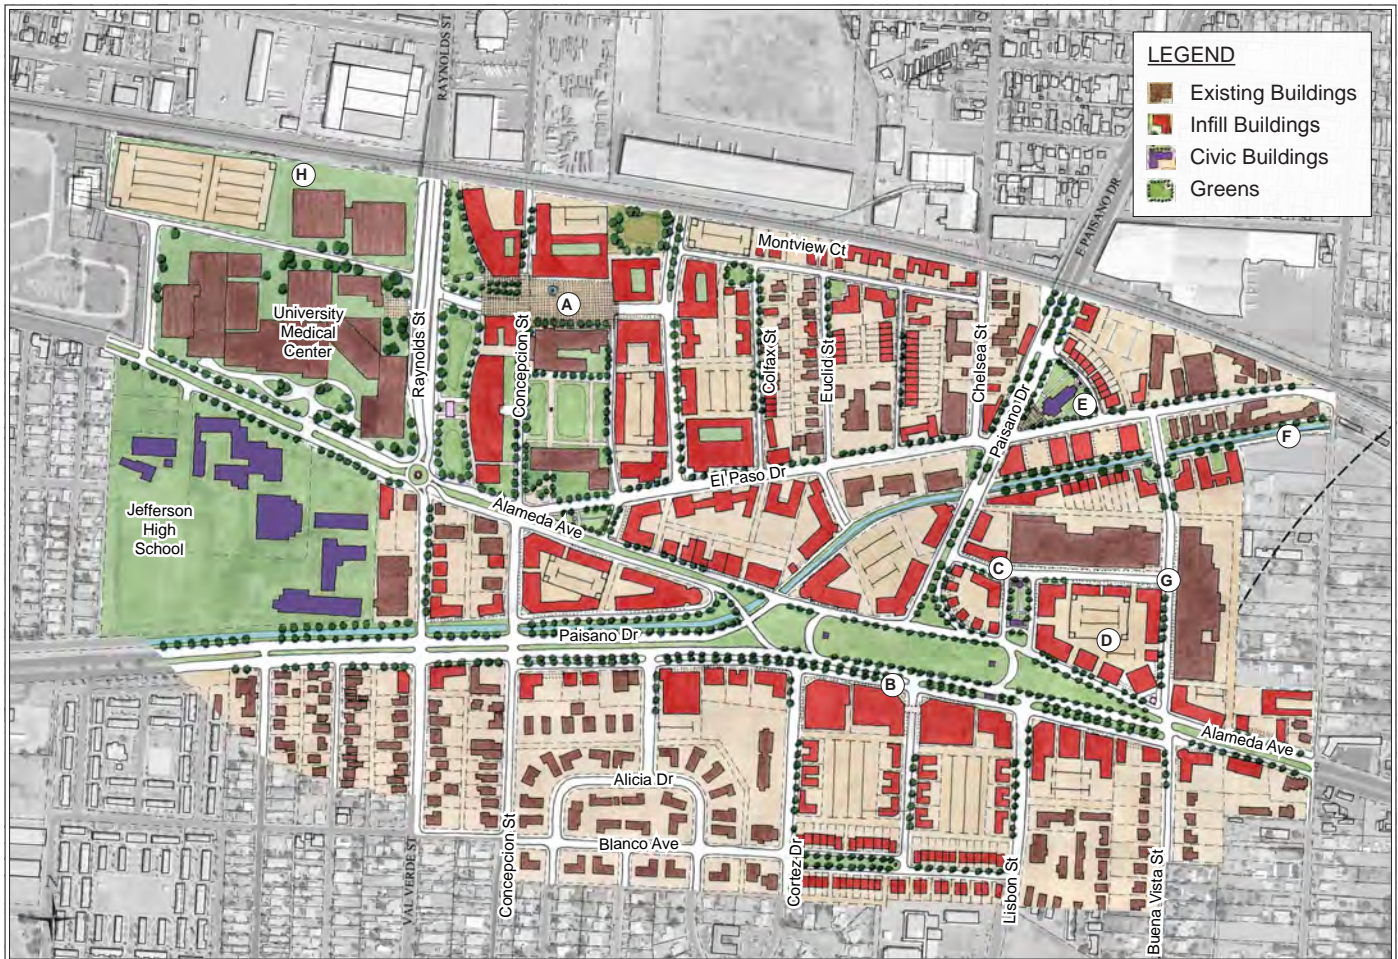 RAYNOLDS ST
LEGEND
Existing Buildings
Infill Buildings
Civic Buildings
Greens
E PAISANO DR
H
Montview Ct
A
University
Medical
Center
Raynolds St
Concepcion St
Colfax St
Euclid St
Chelsea St
Paisano Dr
E
F
El Paso Dr
Alameda Ave
Jefferson
High
School
C
G
Paisano Dr
D
B
Alameda Ave
Alicia Dr
Blanco Ave
Concepcion St
VALVERDE ST
Cortez Dr
Lisbon St
Buena Vista St